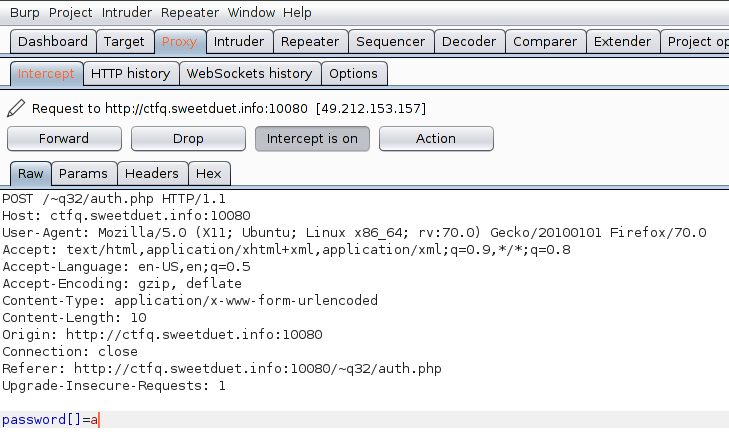 Burp Project Intruder Repeater Window Help
Dashboard Target Proxy Intruder Repeater Sequencer Decoder Comparer Extender Project op
Intercept HTTP history WebSockets history Options
Request to http://ctfq.sweetduet.info:10080 [49.212.153.157]
Forward Drop Intercept is on Action
Raw Params Headers Hex
POST /~q32/auth.php HTTP/1.1
Host: ctfq.sweetduet.info:10080
User-Agent: Mozilla/5.0 (X11; Ubuntu; Linux x86_64; rv:70.0) Gecko/20100101 Firefox/70.0
Accept: text/html,application/xhtml+xml,application/xml;q=0.9,*/*;q=0.8
Accept-Language: en-US,en;q=0.5
Accept-Encoding: gzip, deflate
Content-Type: application/x-www-form-urlencoded
Content-Length: 10
Origin: http://ctfq.sweetduet.info:10080
Connection: close
Referer: http://ctfq.sweetduet.info:10080/~q32/auth.php
Upgrade-Insecure-Requests: 1
password[]=a